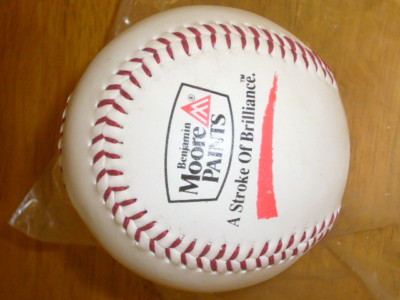 Benjamin
Moore®
PAINTS
A Stroke Of Brilliance.™